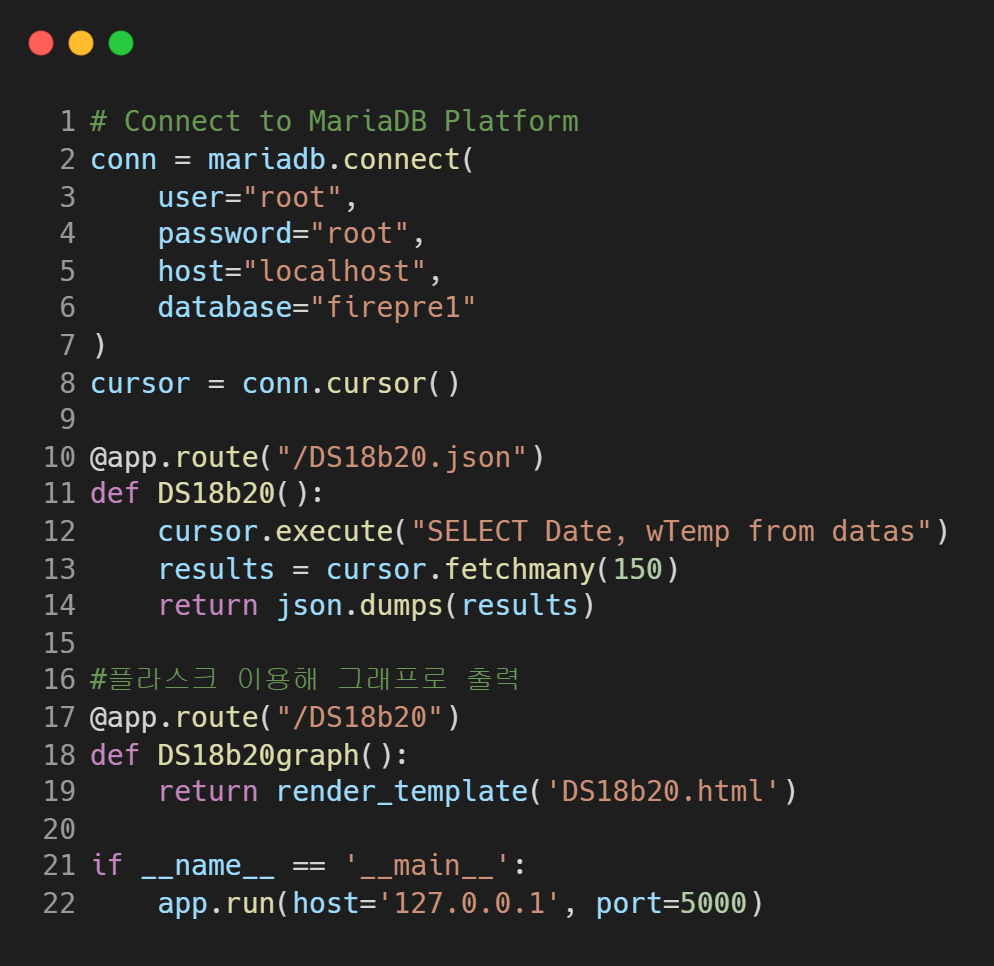 1 # Connect to MariaDB Platform
2 conn = mariadb.connect(
3     user="root",
4     password="root",
5     host="localhost",
6     database="firepre1"
7 )
8 cursor = conn.cursor()
9
10 @app.route("/DS18b20.json")
11 def DS18b20():
12     cursor.execute("SELECT Date, wTemp from datas")
13     results = cursor.fetchmany(150)
14     return json.dumps(results)
15
16 #플라스크 이용해 그래프로 출력
17 @app.route("/DS18b20")
18 def DS18b20graph():
19     return render_template('DS18b20.html')
20
21 if __name__ == '__main__':
22     app.run(host='127.0.0.1', port=5000)